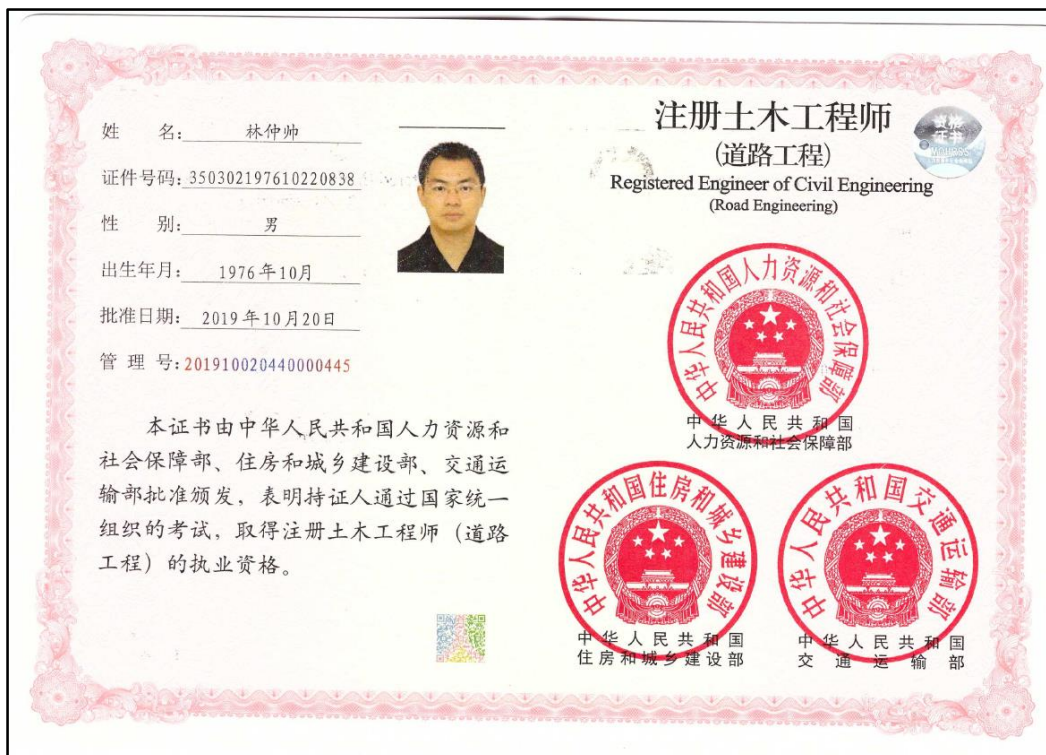 姓 名: 林仲帅
证件号码: 350302197610220838
性 别: 男
出生年月: 1976年10月
批准日期: 2019年10月20日
管 理 号: 201910020440000445
本证书由中华人民共和国人力资源和
社会保障部、住房和城乡建设部、交通运
输部批准颁发，表明持证人通过国家统一
组织的考试，取得注册土木工程师（道路
工程）的执业资格。
注册土木工程师
(道路工程)
Registered Engineer of Civil Engineering
(Road Engineering)
资格
证书
中华人民共和国人力资源和社会保障部
中华人民共和国
人力资源和社会保障部
中华人民共和国住房和城乡建设部
中华人民共和国
住房和城乡建设部
中华人民共和国交通运输部
中华人民共和国
交通运输部